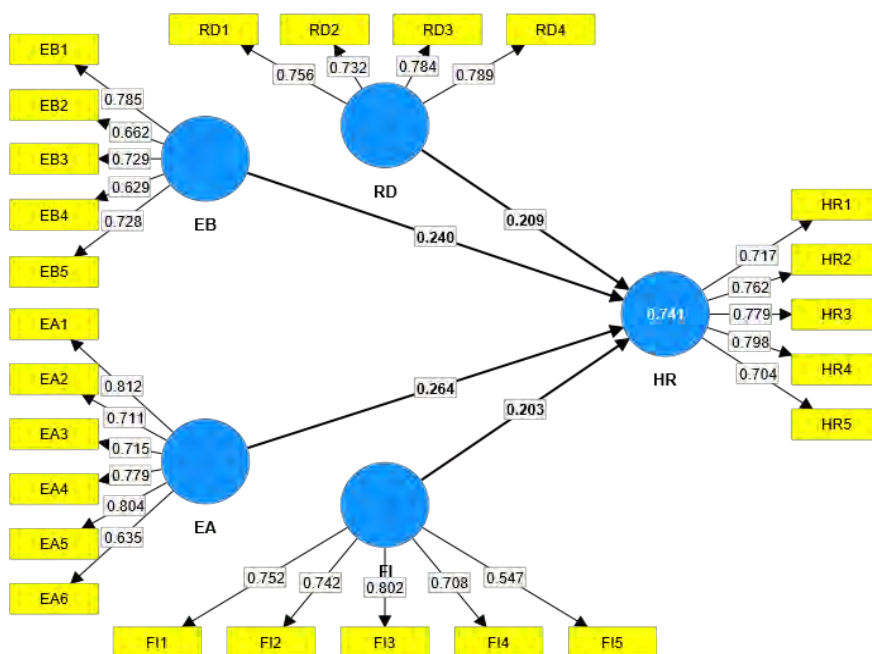 RD1
RD2
RD3
RD4
0.756
0.732
0.784
0.789
RD
EB1
EB2
EB3
EB4
EB5
0.785
0.662
0.729
0.629
0.728
EB
0.209
0.240
EA1
EA2
EA3
EA4
EA5
EA6
0.812
0.711
0.715
0.779
0.804
0.635
EA
0.264
0.203
0.741
HR
0.717
0.762
0.779
0.798
0.704
HR1
HR2
HR3
HR4
HR5
FI
0.752
0.742
0.802
0.708
0.547
FI1
FI2
FI3
FI4
FI5